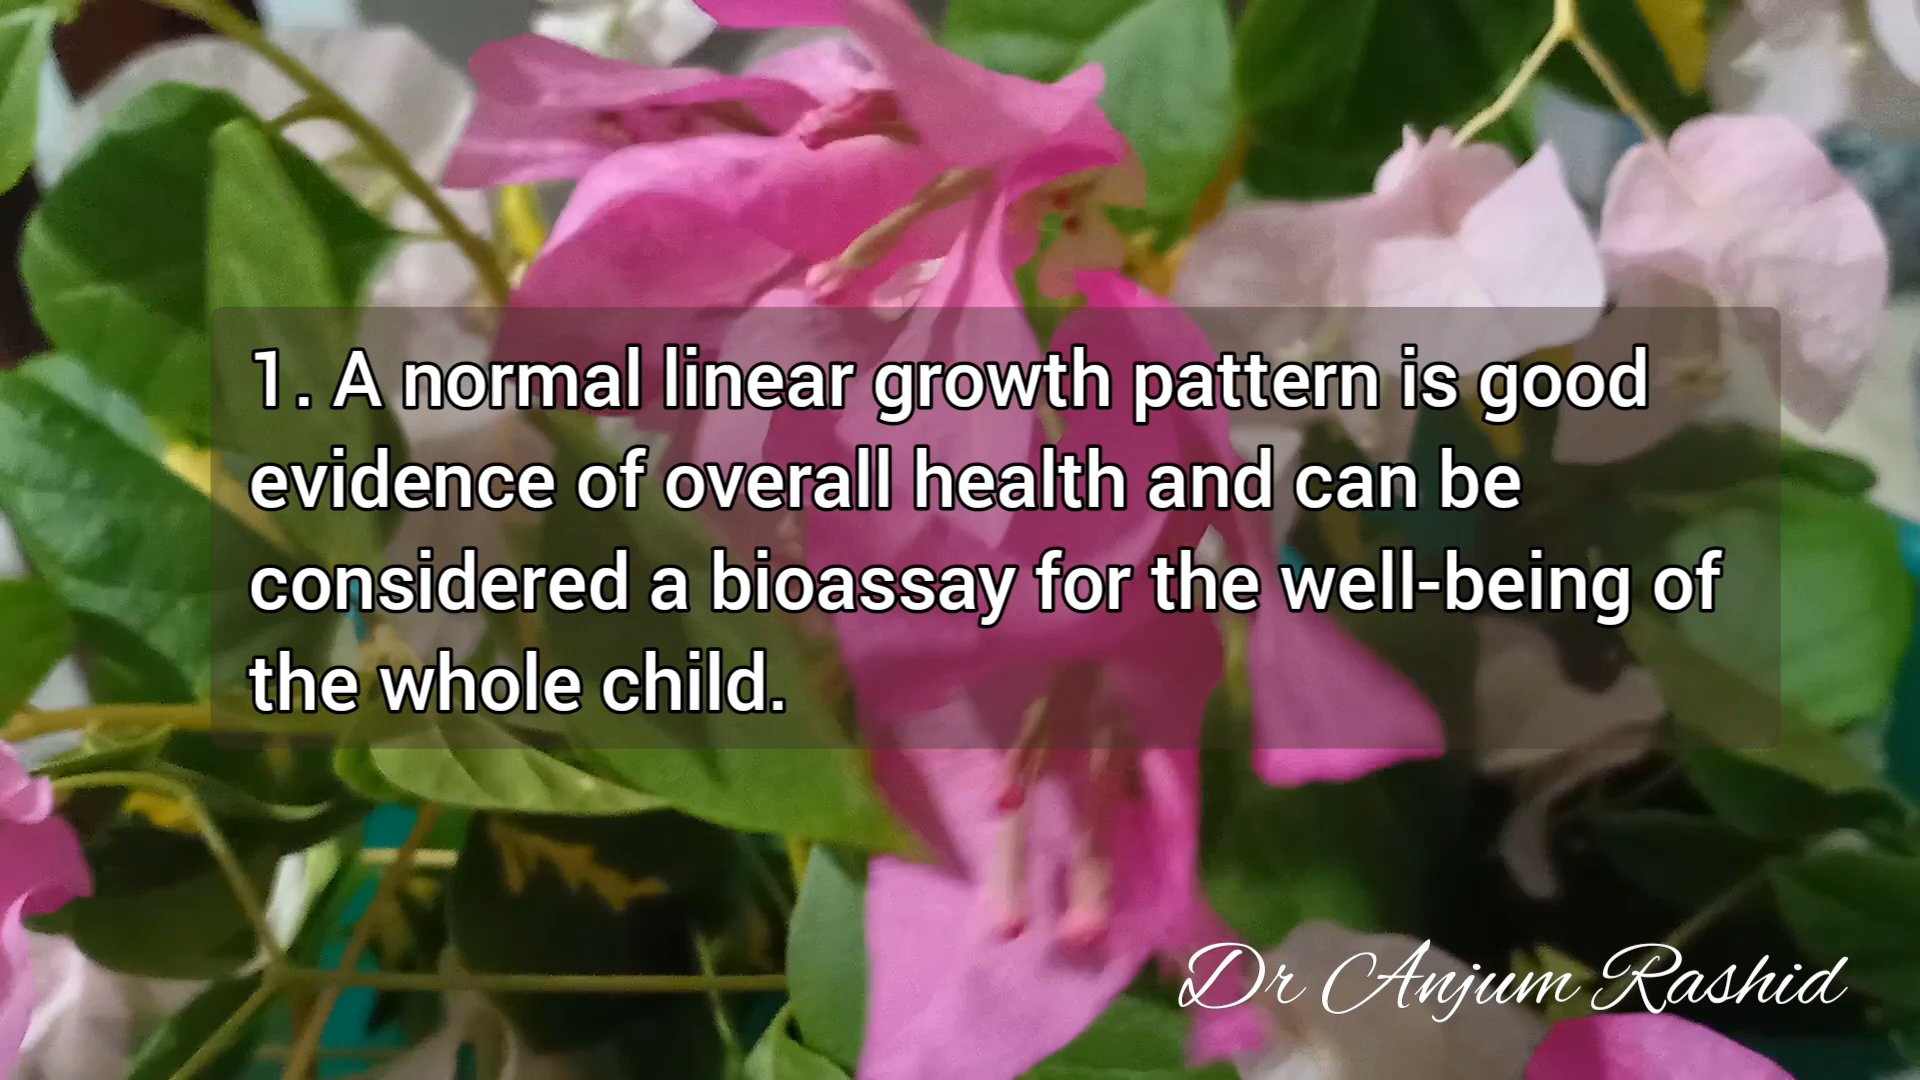 1. A normal linear growth pattern is good
evidence of overall health and can be
considered a bioassay for the well-being of
the whole child.
Dr Anjum Rashid